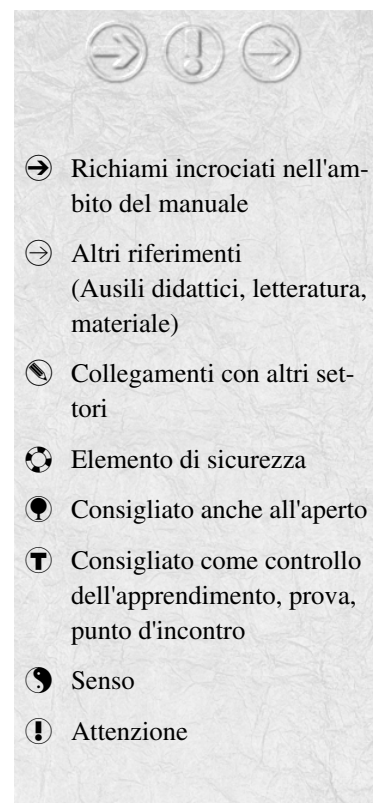 Richiami incrociati nell'am-
bito del manuale
Altri riferimenti
(Ausili didattici, letteratura,
materiale)
Collegamenti con altri set-
tori
Elemento di sicurezza
Consigliato anche all'aperto
T Consigliato come controllo
dell'apprendimento, prova,
punto d'incontro
Senso
! Attenzione